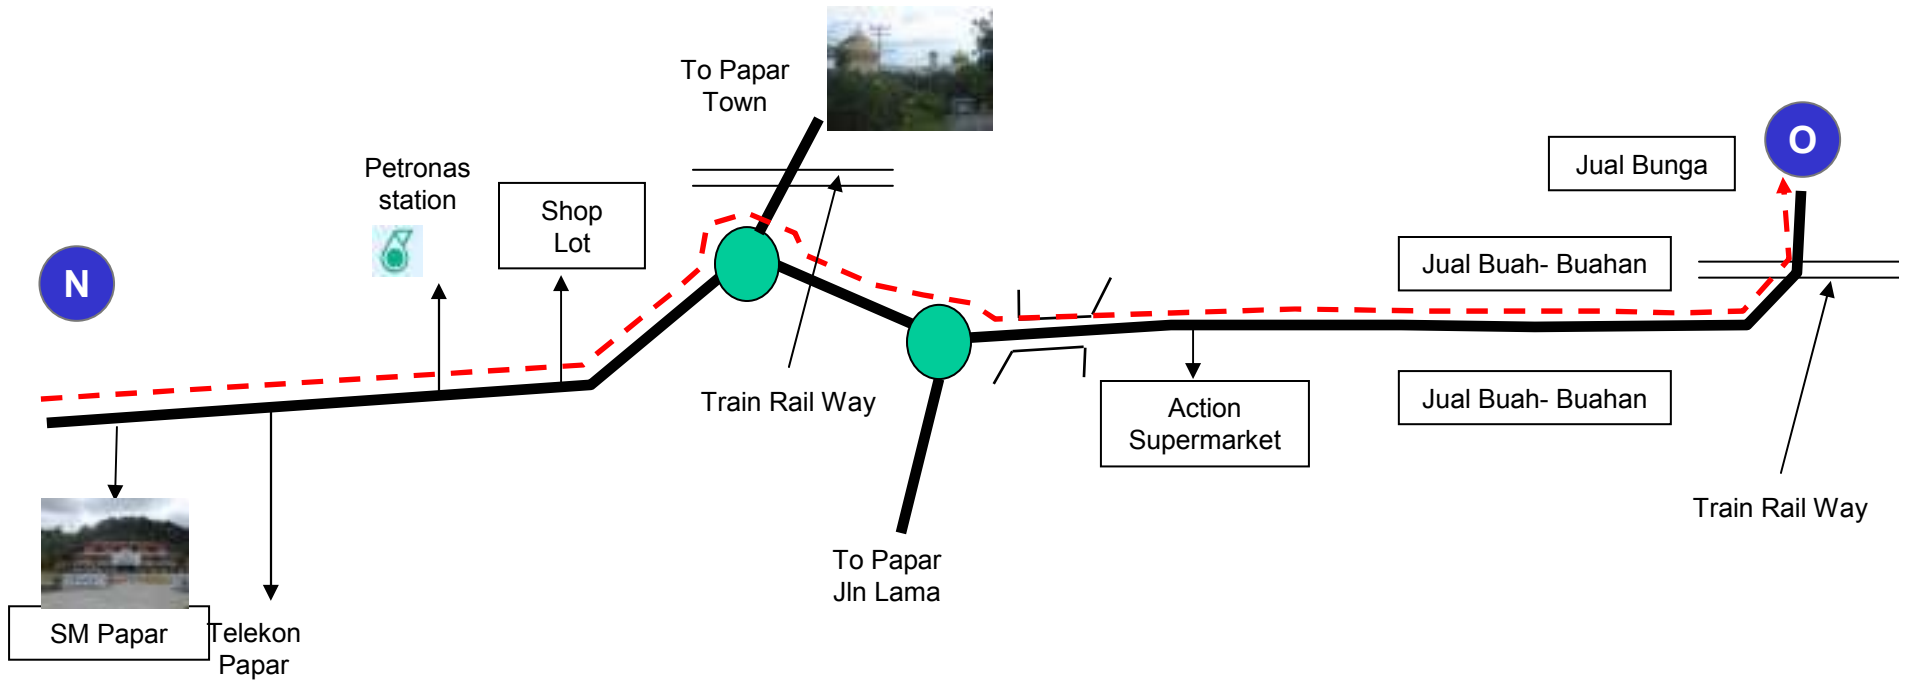 To Papar
Town
Petronas
station
Shop
Lot
N
O
Jual Bunga
Jual Buah- Buahan
Train Rail Way
Action
Supermarket
Jual Buah- Buahan
Train Rail Way
To Papar
Jln Lama
SM Papar
Telekon
Papar